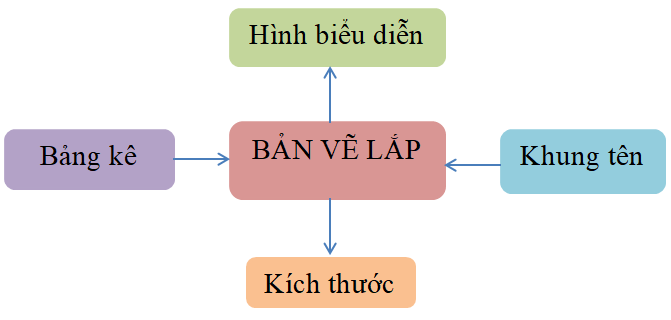 Hình biểu diễn
Bảng kê
BẢN VẼ LẮP
Khung tên
Kích thước